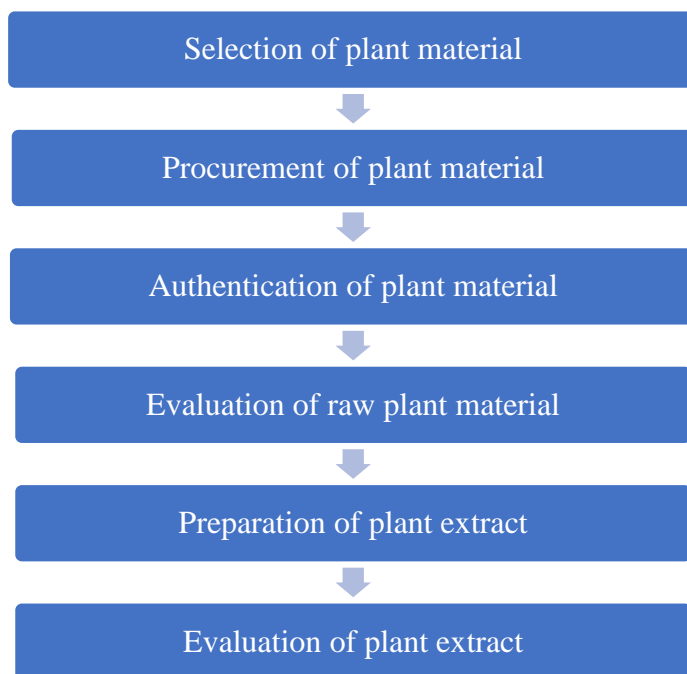 Selection of plant material
Procurement of plant material
Authentication of plant material
Evaluation of raw plant material
Preparation of plant extract
Evaluation of plant extract